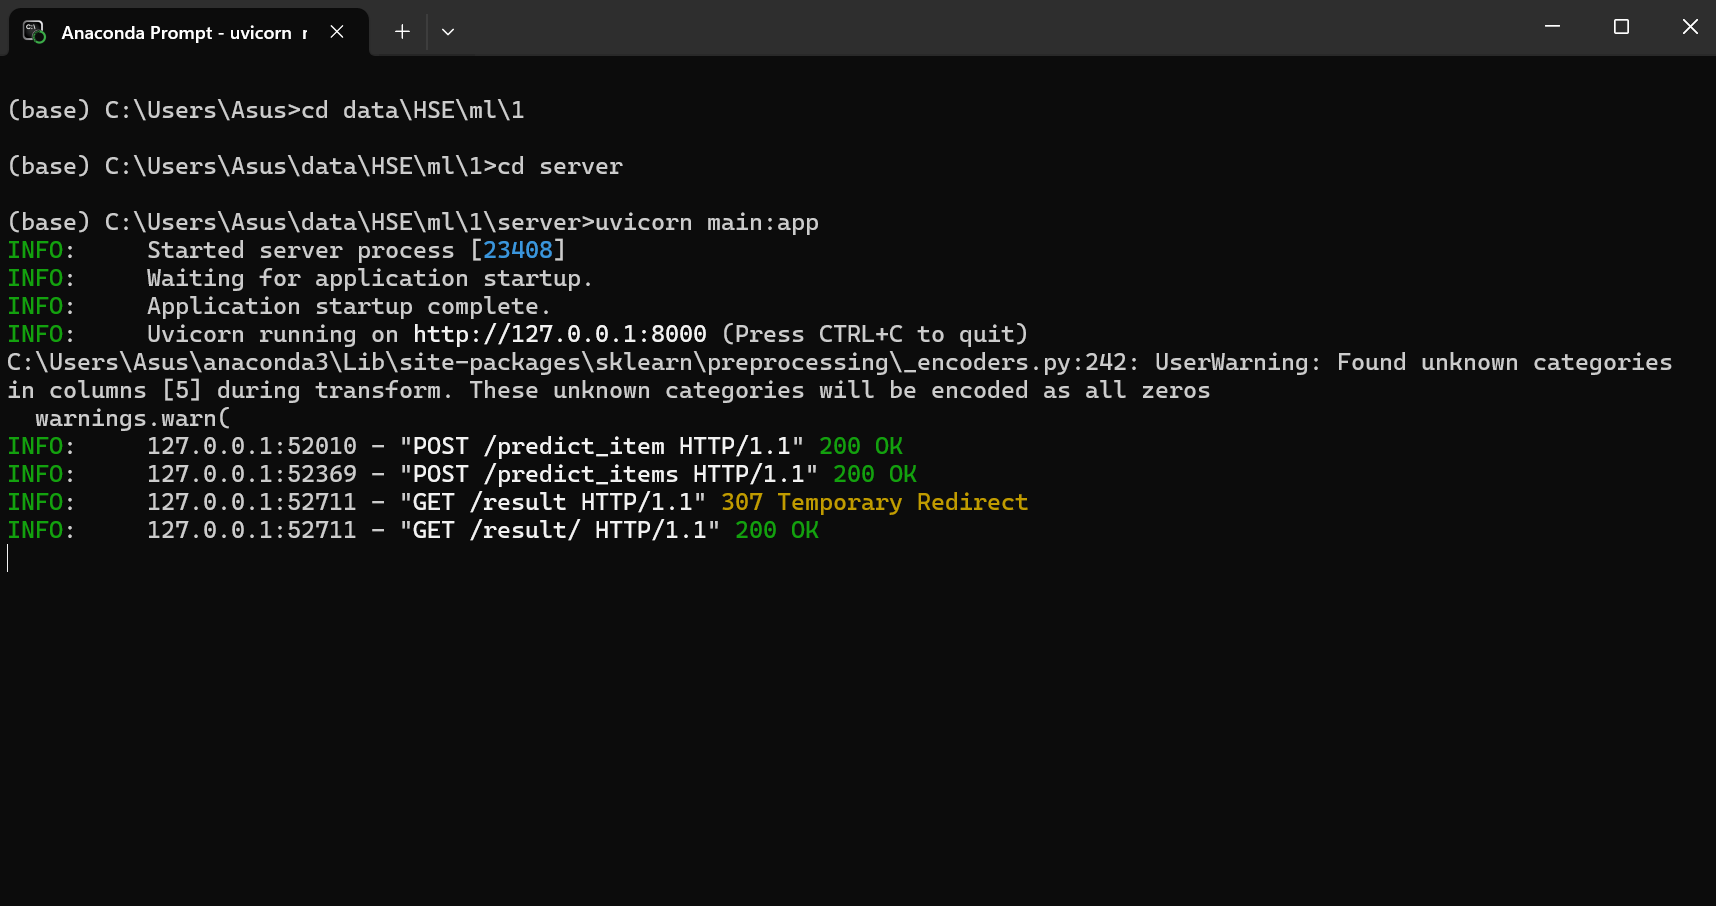 Anaconda Prompt - uvicorn
(base) C:\Users\Asus>cd data\HSE\ml\1
(base) C:\Users\Asus\data\HSE\ml\1>cd server
(base) C:\Users\Asus\data\HSE\ml\1\server>uvicorn main:app
INFO:     Started server process [23408]
INFO:     Waiting for application startup.
INFO:     Application startup complete.
INFO:     Uvicorn running on http://127.0.0.1:8000 (Press CTRL+C to quit)
C:\Users\Asus\anaconda3\Lib\site-packages\sklearn\preprocessing\_encoders.py:242: UserWarning: Found unknown categories
in columns [5] during transform. These unknown categories will be encoded as all zeros
  warnings.warn(
INFO:     127.0.0.1:52010 - "POST /predict_item HTTP/1.1" 200 OK
INFO:     127.0.0.1:52369 - "POST /predict_items HTTP/1.1" 200 OK
INFO:     127.0.0.1:52711 - "GET /result HTTP/1.1" 307 Temporary Redirect
INFO:     127.0.0.1:52711 - "GET /result/ HTTP/1.1" 200 OK